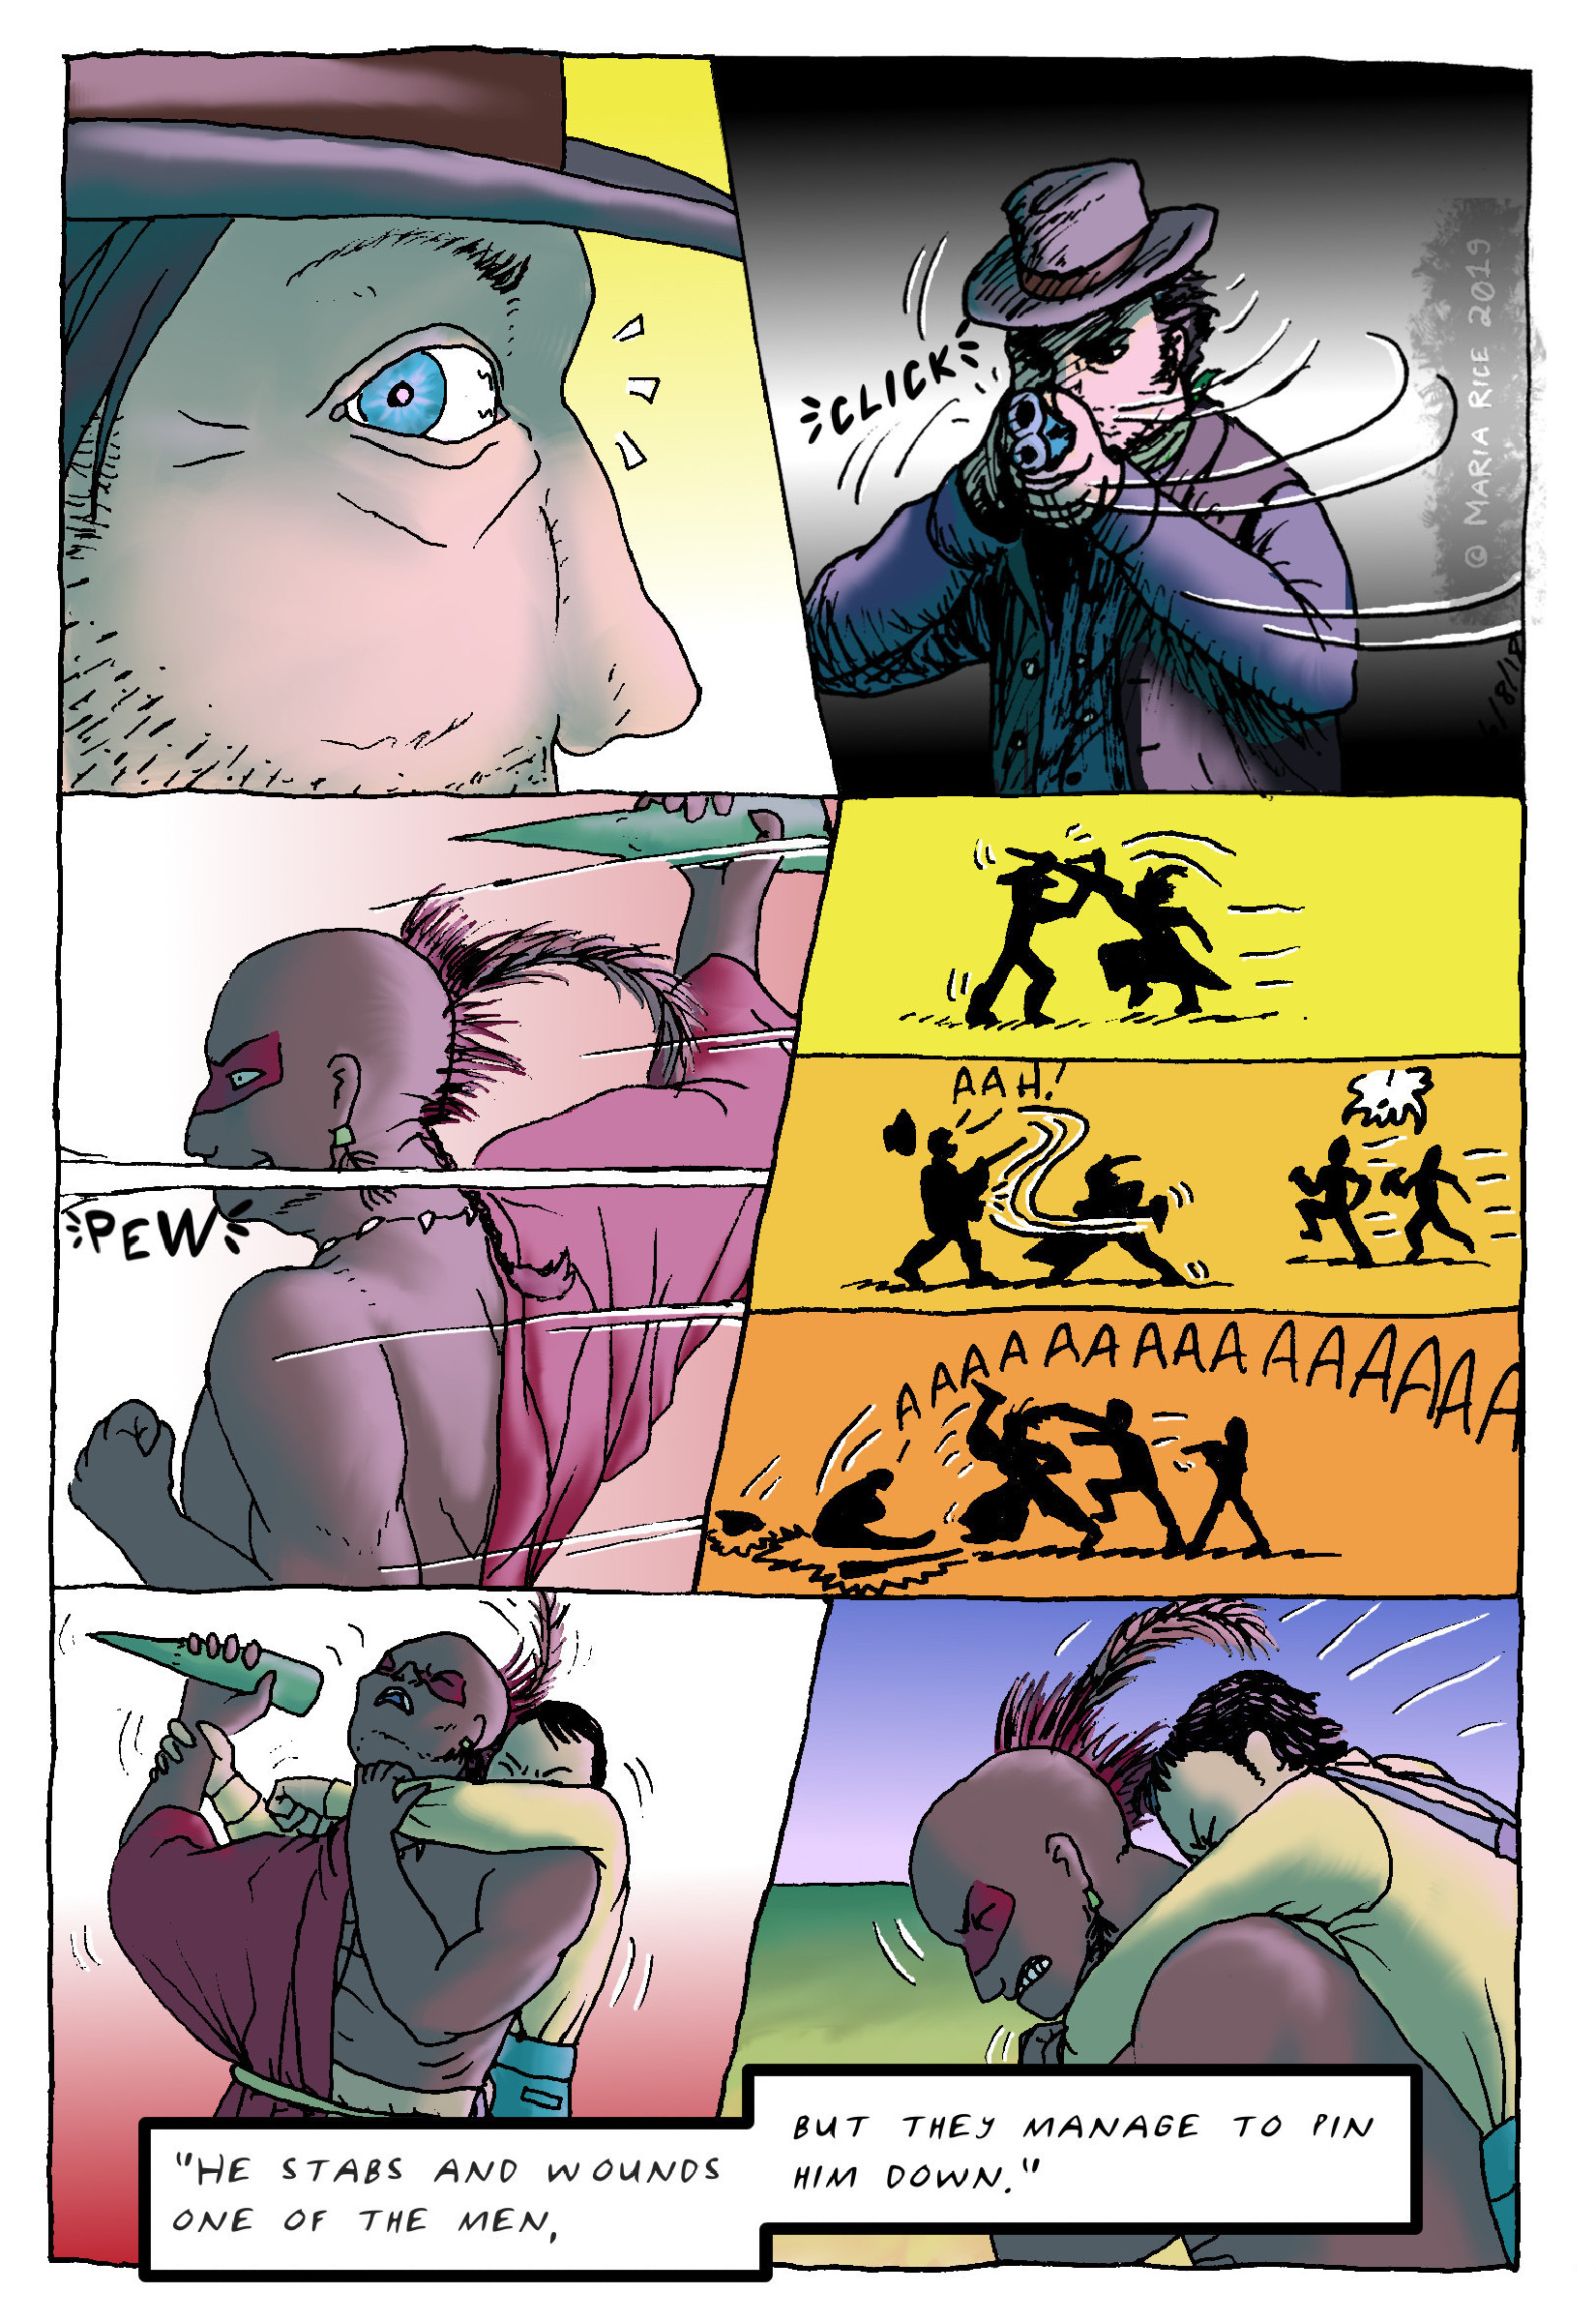 CLICK
© MARIA RICE 2019
PEW
AAH!
AAAAAAAAAAAAAAAA
"HE STABS AND WOUNDS
ONE OF THE MEN,
BUT THEY MANAGE TO PIN
HIM DOWN."